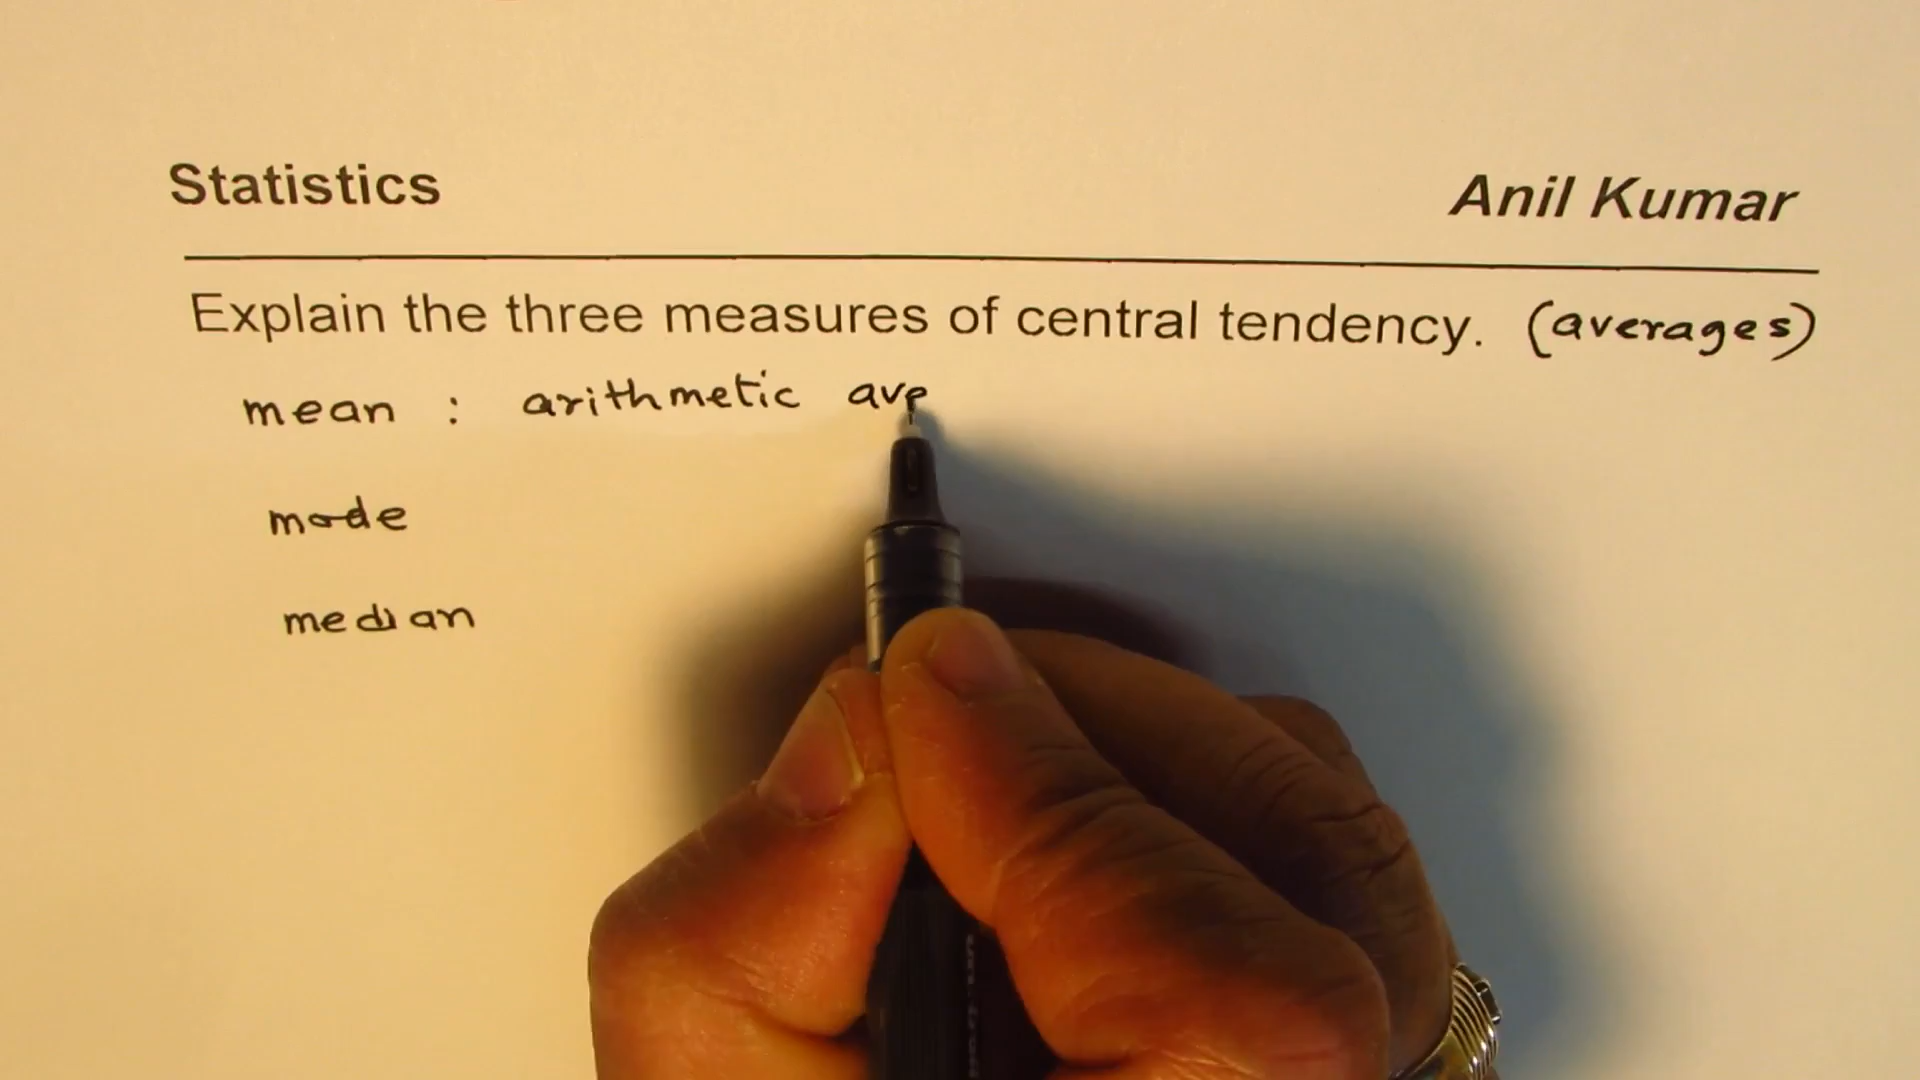 Statistics Anil Kumar
Explain the three measures of central tendency. (averages)
mean : arithmetic ave
mode
median